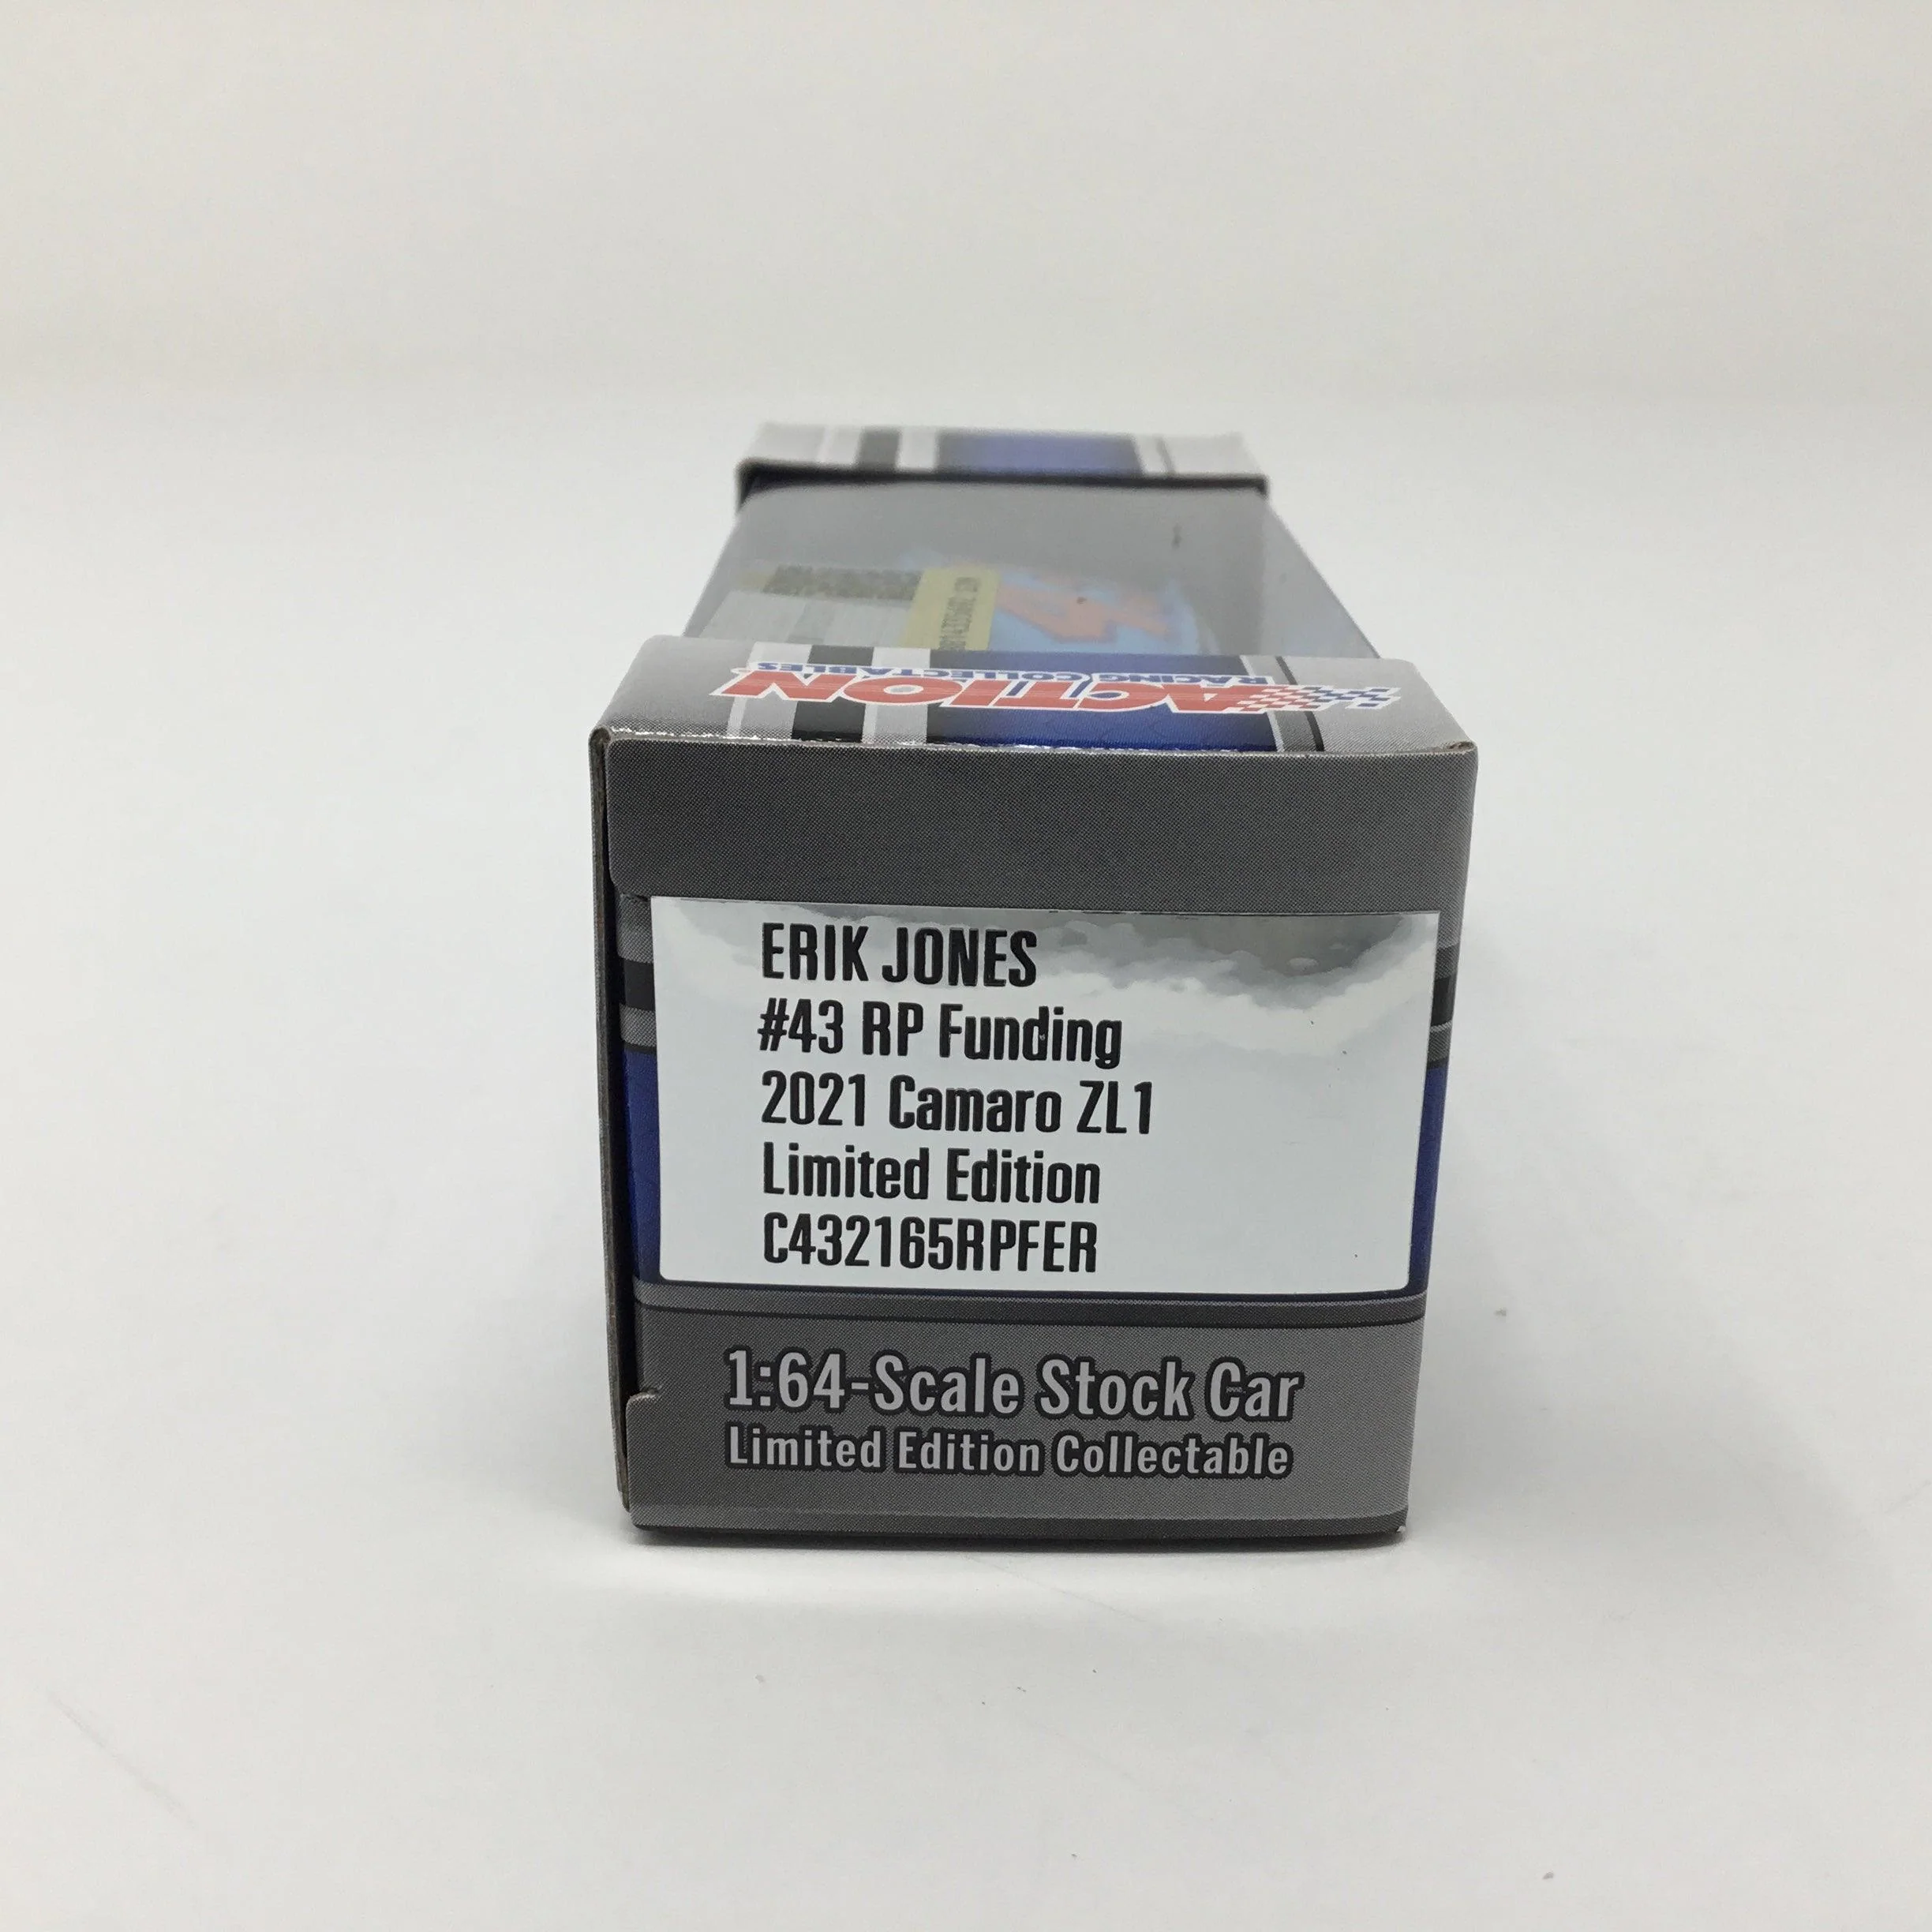 ACTION
RACING COLLECTABLES
ERIK JONES
#43 RP Funding
2021 Camaro ZL1
Limited Edition
C432165RPFER
1:64-Scale Stock Car
Limited Edition Collectable